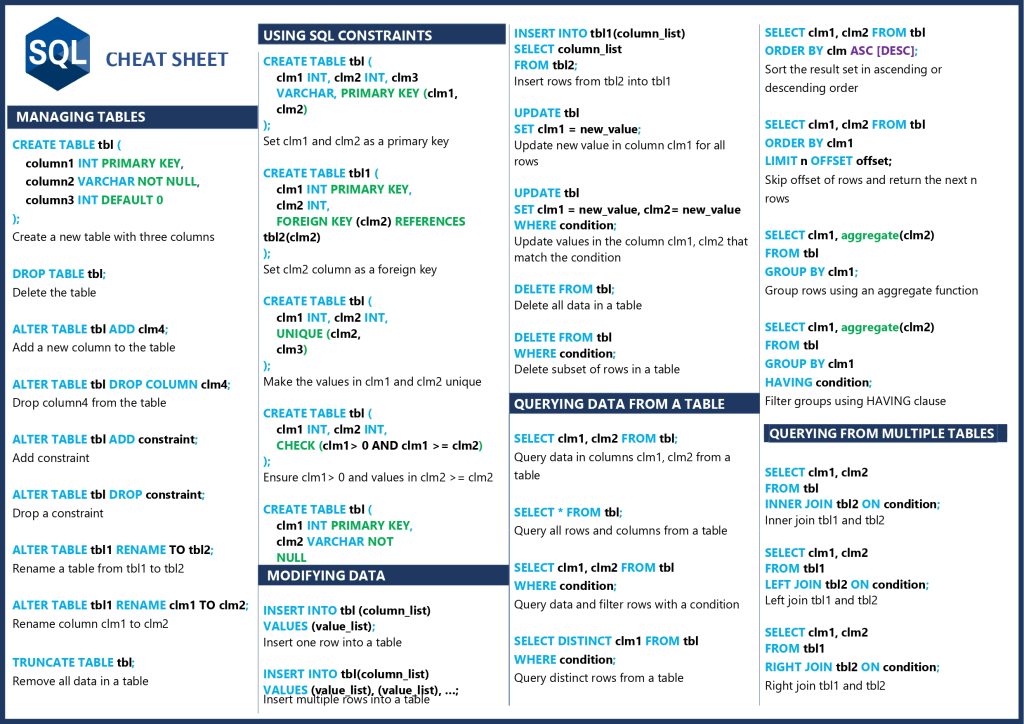 SQL
CHEAT SHEET
MANAGING TABLES
CREATE TABLE tbl (
column1 INT PRIMARY KEY,
column2 VARCHAR NOT NULL,
column3 INT DEFAULT 0
);
Create a new table with three columns
DROP TABLE tbl;
Delete the table
ALTER TABLE tbl ADD clm4;
Add a new column to the table
ALTER TABLE tbl DROP COLUMN clm4;
Drop column4 from the table
ALTER TABLE tbl ADD constraint;
Add constraint
ALTER TABLE tbl DROP constraint;
Drop a constraint
ALTER TABLE tbl1 RENAME TO tbl2;
Rename a table from tbl1 to tbl2
ALTER TABLE tbl1 RENAME clm1 TO clm2;
Rename column clm1 to clm2
TRUNCATE TABLE tbl;
Remove all data in a table
USING SQL CONSTRAINTS
CREATE TABLE tbl (
clm1 INT, clm2 INT, clm3
VARCHAR, PRIMARY KEY (clm1,
clm2)
);
Set clm1 and clm2 as a primary key
CREATE TABLE tbl1 (
clm1 INT PRIMARY KEY,
clm2 INT,
FOREIGN KEY (clm2) REFERENCES
tbl2(clm2)
);
Set clm2 column as a foreign key
CREATE TABLE tbl (
clm1 INT, clm2 INT,
UNIQUE (clm2,
clm3)
);
Make the values in clm1 and clm2 unique
CREATE TABLE tbl (
clm1 INT, clm2 INT,
CHECK (clm1> 0 AND clm1 >= clm2)
);
Ensure clm1> 0 and values in clm2 >= clm2
CREATE TABLE tbl (
clm1 INT PRIMARY KEY,
clm2 VARCHAR NOT
NULL
MODIFYING DATA
INSERT INTO tbl (column_list)
VALUES (value_list);
Insert one row into a table
INSERT INTO tbl(column_list)
VALUES (value_list), (value_list), …;
Insert multiple rows into a table
INSERT INTO tbl1(column_list)
SELECT column_list
FROM tbl2;
Insert rows from tbl2 into tbl1
UPDATE tbl
SET clm1 = new_value;
Update new value in column clm1 for all
rows
UPDATE tbl
SET clm1 = new_value, clm2= new_value
WHERE condition;
Update values in the column clm1, clm2 that
match the condition
DELETE FROM tbl;
Delete all data in a table
DELETE FROM tbl
WHERE condition;
Delete subset of rows in a table
QUERYING DATA FROM A TABLE
SELECT clm1, clm2 FROM tbl;
Query data in columns clm1, clm2 from a
table
SELECT * FROM tbl;
Query all rows and columns from a table
SELECT clm1, clm2 FROM tbl
WHERE condition;
Query data and filter rows with a condition
SELECT DISTINCT clm1 FROM tbl
WHERE condition;
Query distinct rows from a table
SELECT clm1, clm2 FROM tbl
ORDER BY clm ASC [DESC];
Sort the result set in ascending or
descending order
SELECT clm1, clm2 FROM tbl
ORDER BY clm1
LIMIT n OFFSET offset;
Skip offset of rows and return the next n
rows
SELECT clm1, aggregate(clm2)
FROM tbl
GROUP BY clm1;
Group rows using an aggregate function
SELECT clm1, aggregate(clm2)
FROM tbl
GROUP BY clm1
HAVING condition;
Filter groups using HAVING clause
QUERYING FROM MULTIPLE TABLES
SELECT clm1, clm2
FROM tbl
INNER JOIN tbl2 ON condition;
Inner join tbl1 and tbl2
SELECT clm1, clm2
FROM tbl1
LEFT JOIN tbl2 ON condition;
Left join tbl1 and tbl2
SELECT clm1, clm2
FROM tbl1
RIGHT JOIN tbl2 ON condition;
Right join tbl1 and tbl2